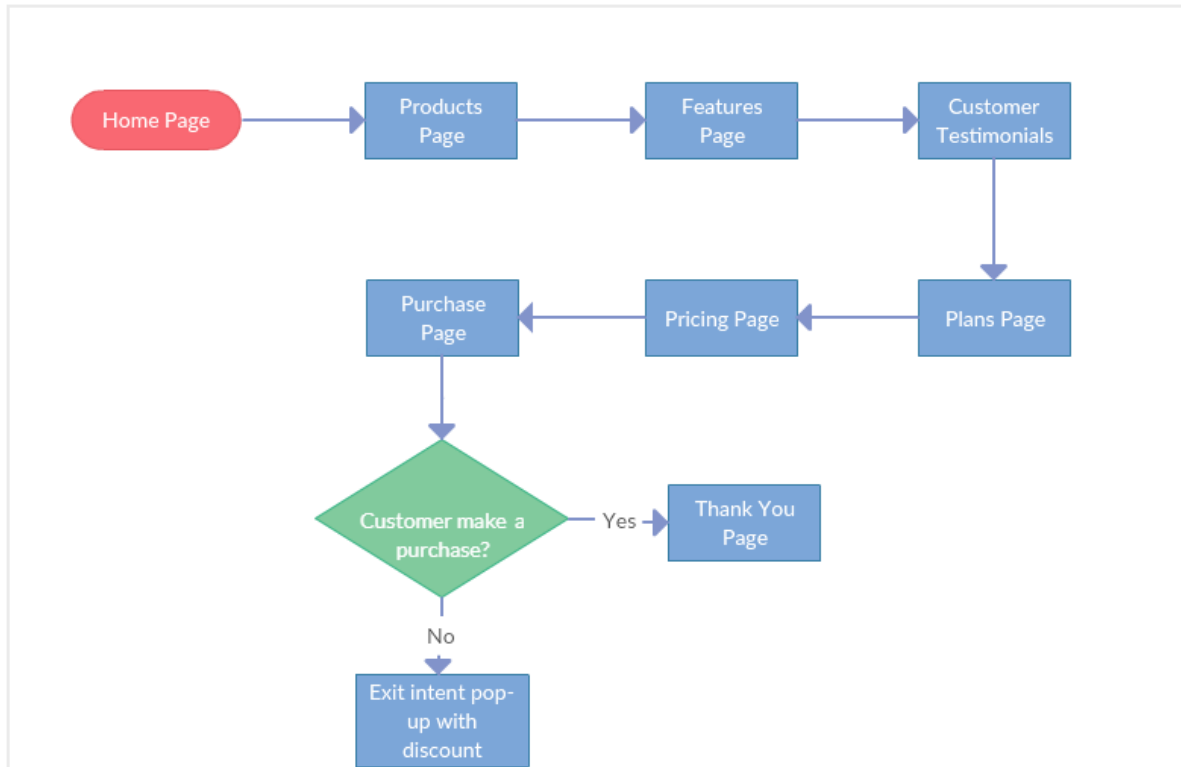 Home Page
Products
Page
Features
Page
Customer
Testimonials
Purchase
Page
Pricing Page
Plans Page
Customer make a
purchase?
Yes
Thank You
Page
No
Exit intent pop-
up with
discount